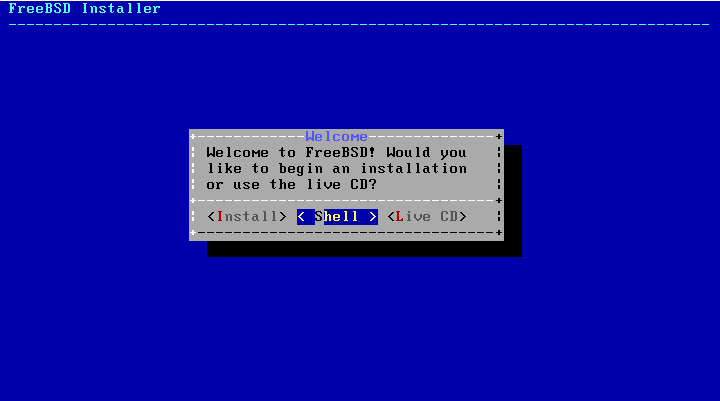 FreeBSD Installer
Welcome
Welcome to FreeBSD! Would you
like to begin an installation
or use the live CD?
<Install> < Shell > <Live CD>